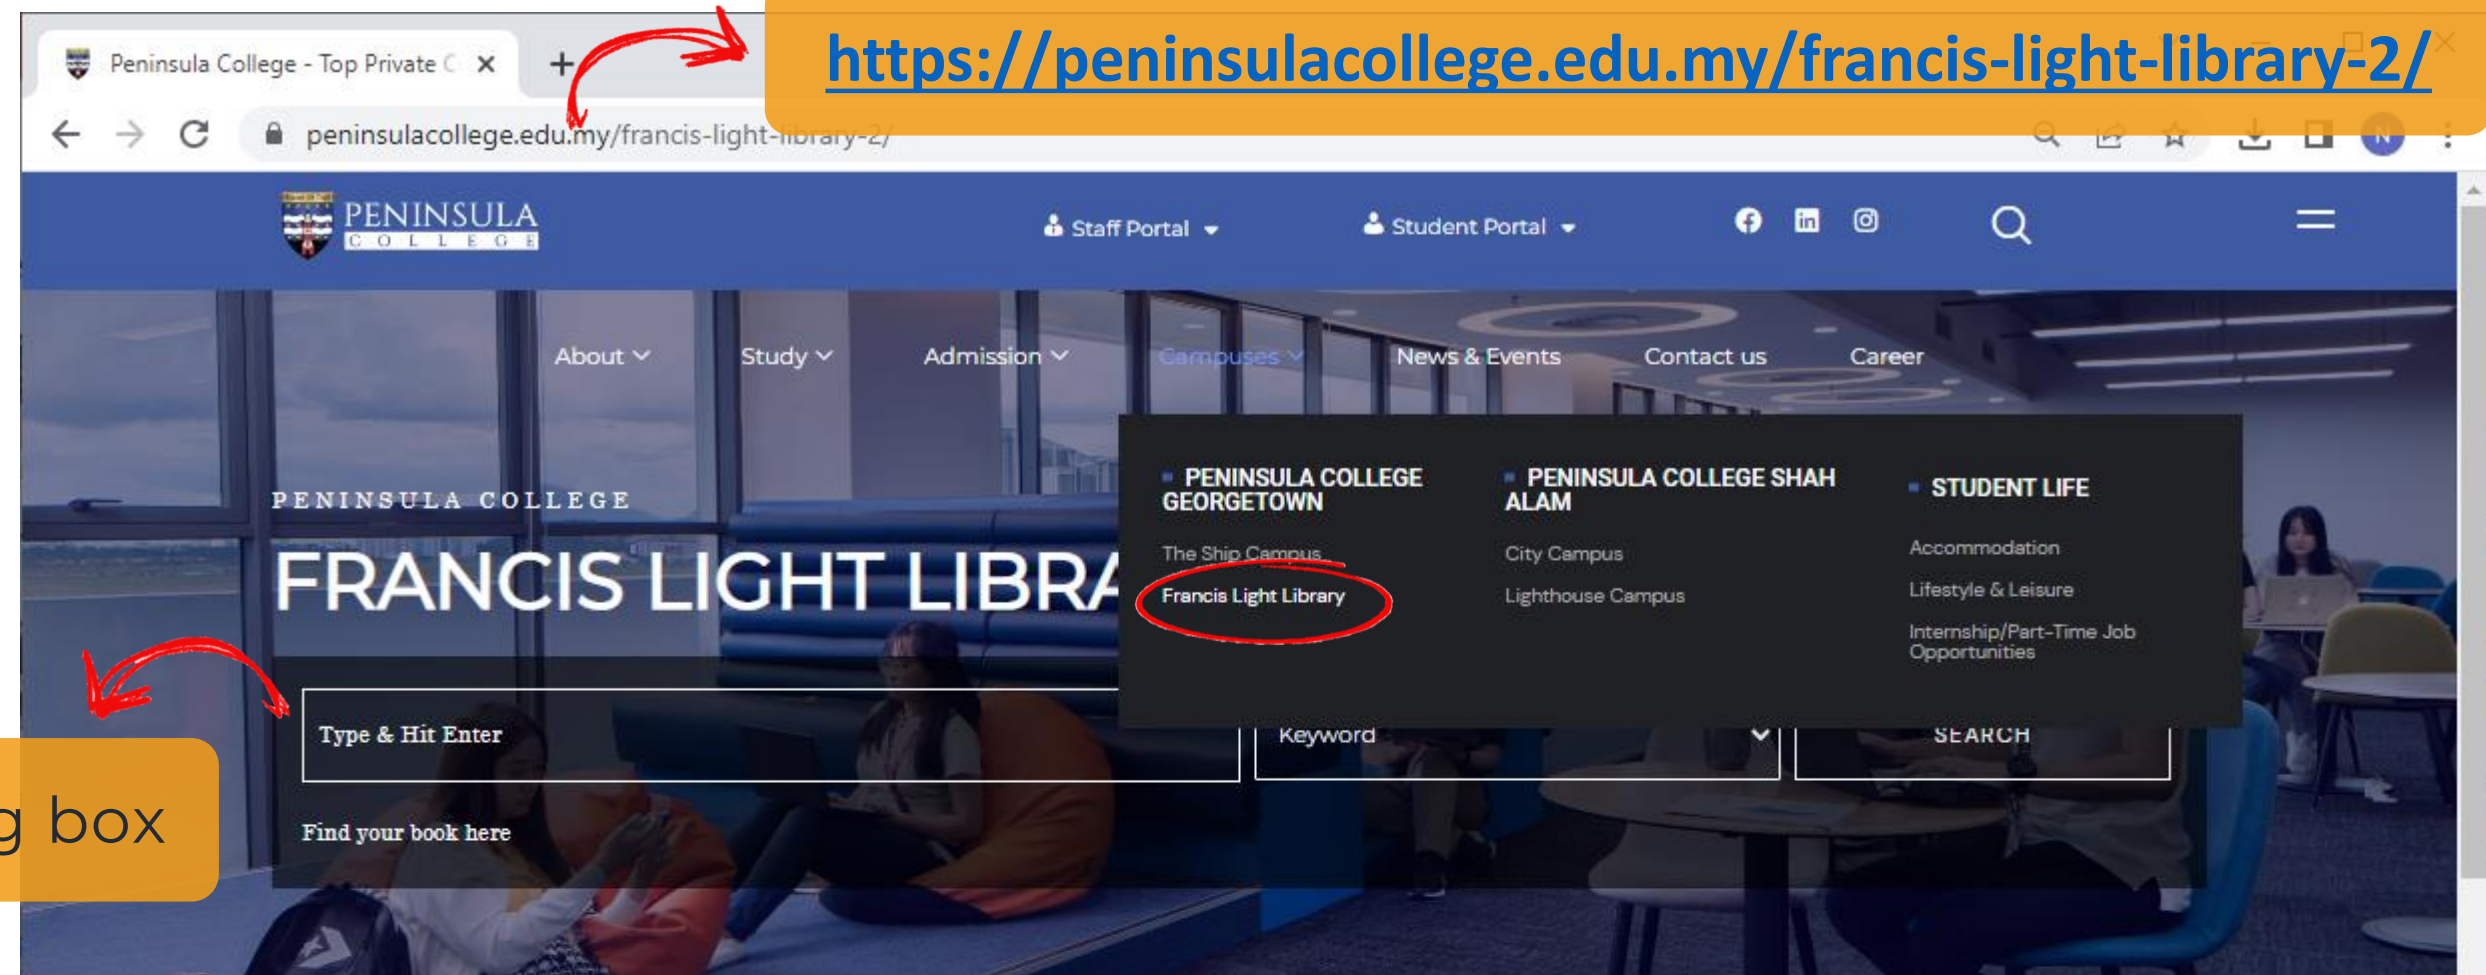 https://peninsulacollege.edu.my/francis-light-library-2/
Peninsula College - Top Private C
peninsulacollege.edu.my/francis-light-library-2/
N
PENINSULA
COLLEGE
Staff Portal
Student Portal
About
Study
Admission
Campuses
News & Events
Contact us
Career
PENINSULA COLLEGE
FRANCIS LIGHT LIBRA
PENINSULA COLLEGE
GEORGETOWN
The Ship Campus
Francis Light Library
PENINSULA COLLEGE SHAH
ALAM
City Campus
Lighthouse Campus
STUDENT LIFE
Accommodation
Lifestyle & Leisure
Internship/Part-Time Job
Opportunities
Type & Hit Enter
Keyword
SEARCH
g box
Find your book here